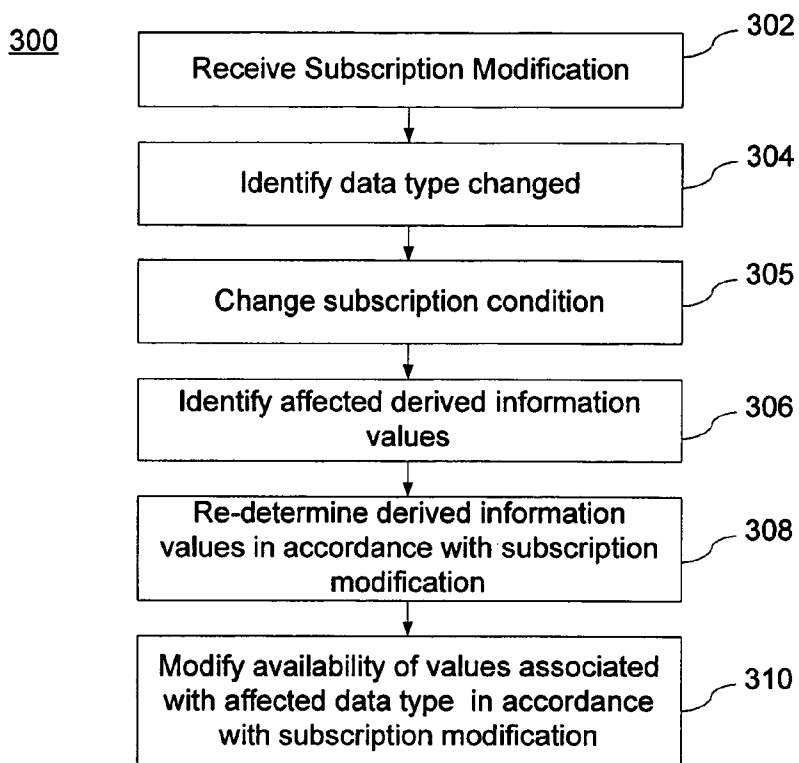 300
302
Receive Subscription Modification
304
Identify data type changed
305
Change subscription condition
306
Identify affected derived information
values
308
Re-determine derived information
values in accordance with subscription
modification
310
Modify availability of values associated
with affected data type in accordance
with subscription modification